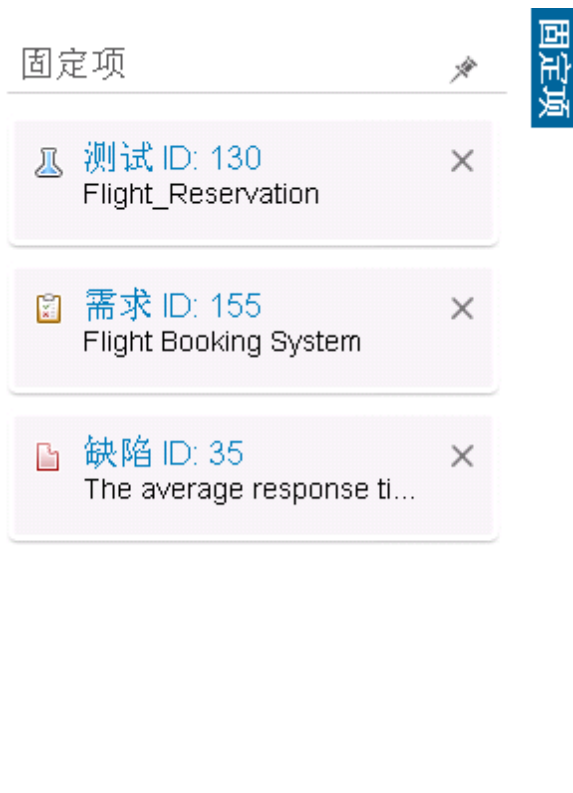 固定项
固定项
测试 ID: 130
Flight_Reservation
需求 ID: 155
Flight Booking System
缺陷 ID: 35
The average response ti...